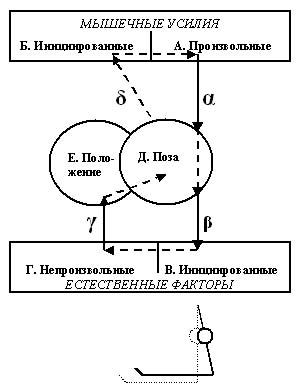 МЫШЕЧНЫЕ УСИЛИЯ
Б. Инициированные А. Произвольные
δ α
Е. Поло-
жение
Д. Поза
γ β
Г. Непроизвольные В. Инициированные
ЕСТЕСТВЕННЫЕ ФАКТОРЫ